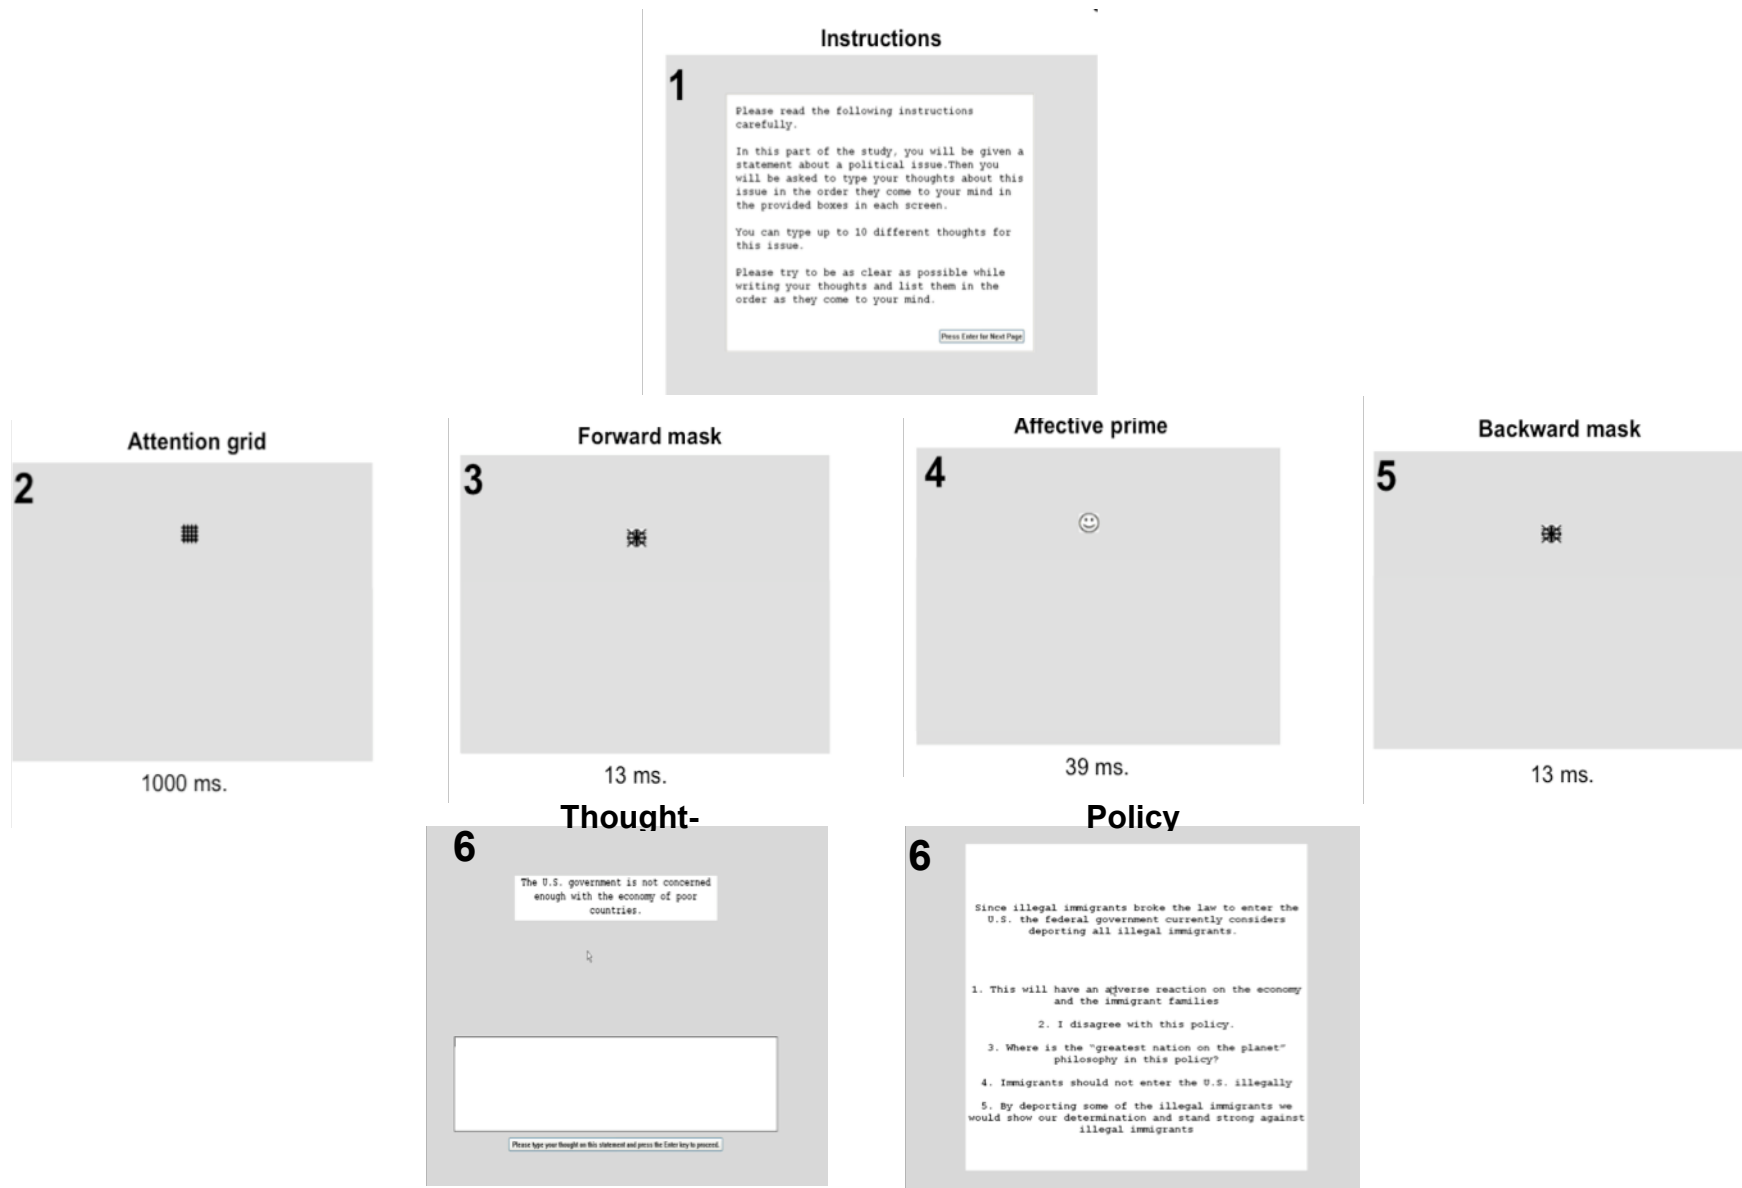 Instructions
1
Please read the following instructions
carefully.
In this part of the study, you will be given a
statement about a political issue.Then you
will be asked to type your thoughts about this
issue in the order they come to your mind in
the provided boxes in each screen.
You can type up to 10 different thoughts for
this issue.
Please try to be as clear as possible while
writing your thoughts and list them in the
order as they come to your mind.
Press Enter for Next Page
Attention grid
2
1000 ms.
Forward mask
3
13 ms.
Affective prime
4
39 ms.
Backward mask
5
13 ms.
Thought-
6
The U.S. government is not concerned
enough with the economy of poor
countries.
Please type your thought on this statement and press the Enter key to proceed.
Policy
6
Since illegal immigrants broke the law to enter the
U.S. the federal government currently considers
deporting all illegal immigrants.
1. This will have an adverse reaction on the economy
and the immigrant families
2. I disagree with this policy.
3. Where is the "greatest nation on the planet"
philosophy in this policy?
4. Immigrants should not enter the U.S. illegally
5. By deporting some of the illegal immigrants we
would show our determination and stand strong against
illegal immigrants